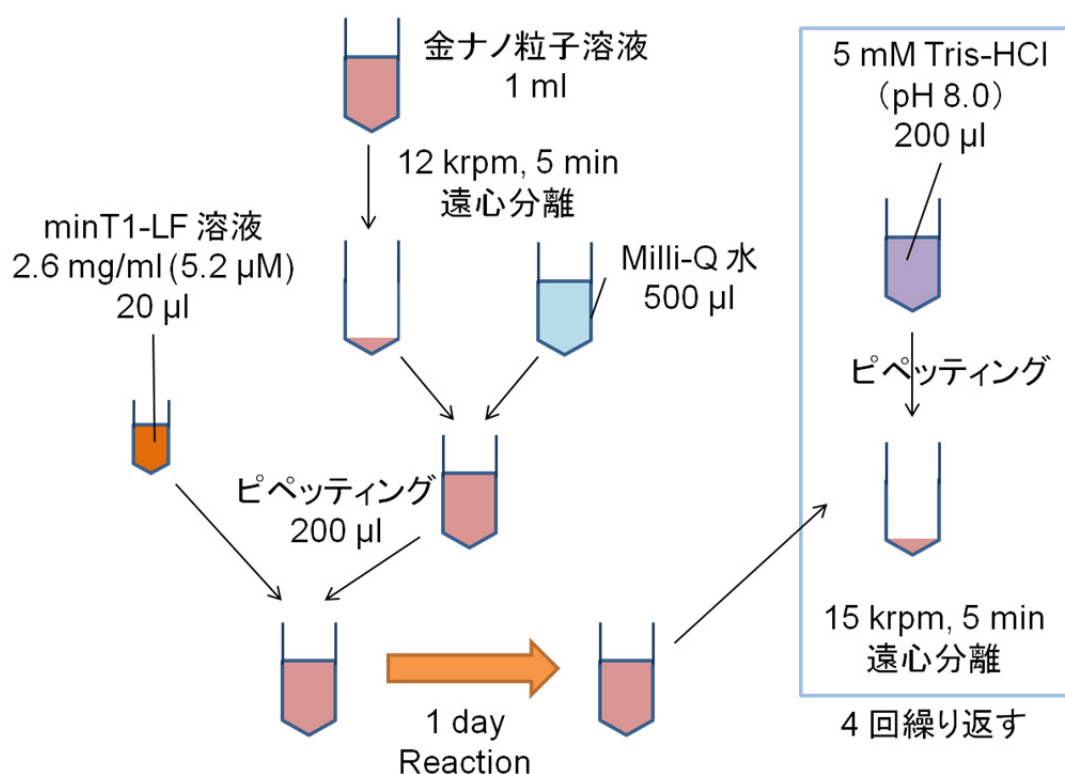 金ナノ粒子溶液
1 ml
12 krpm, 5 min
遠心分離
minT1-LF 溶液
2.6 mg/ml (5.2 µM)
20 µl
Milli-Q 水
500 µl
ピペッティング
200 µl
1 day
Reaction
5 mM Tris-HCl
（pH 8.0）
200 µl
ピペッティング
15 krpm, 5 min
遠心分離
4 回繰り返す